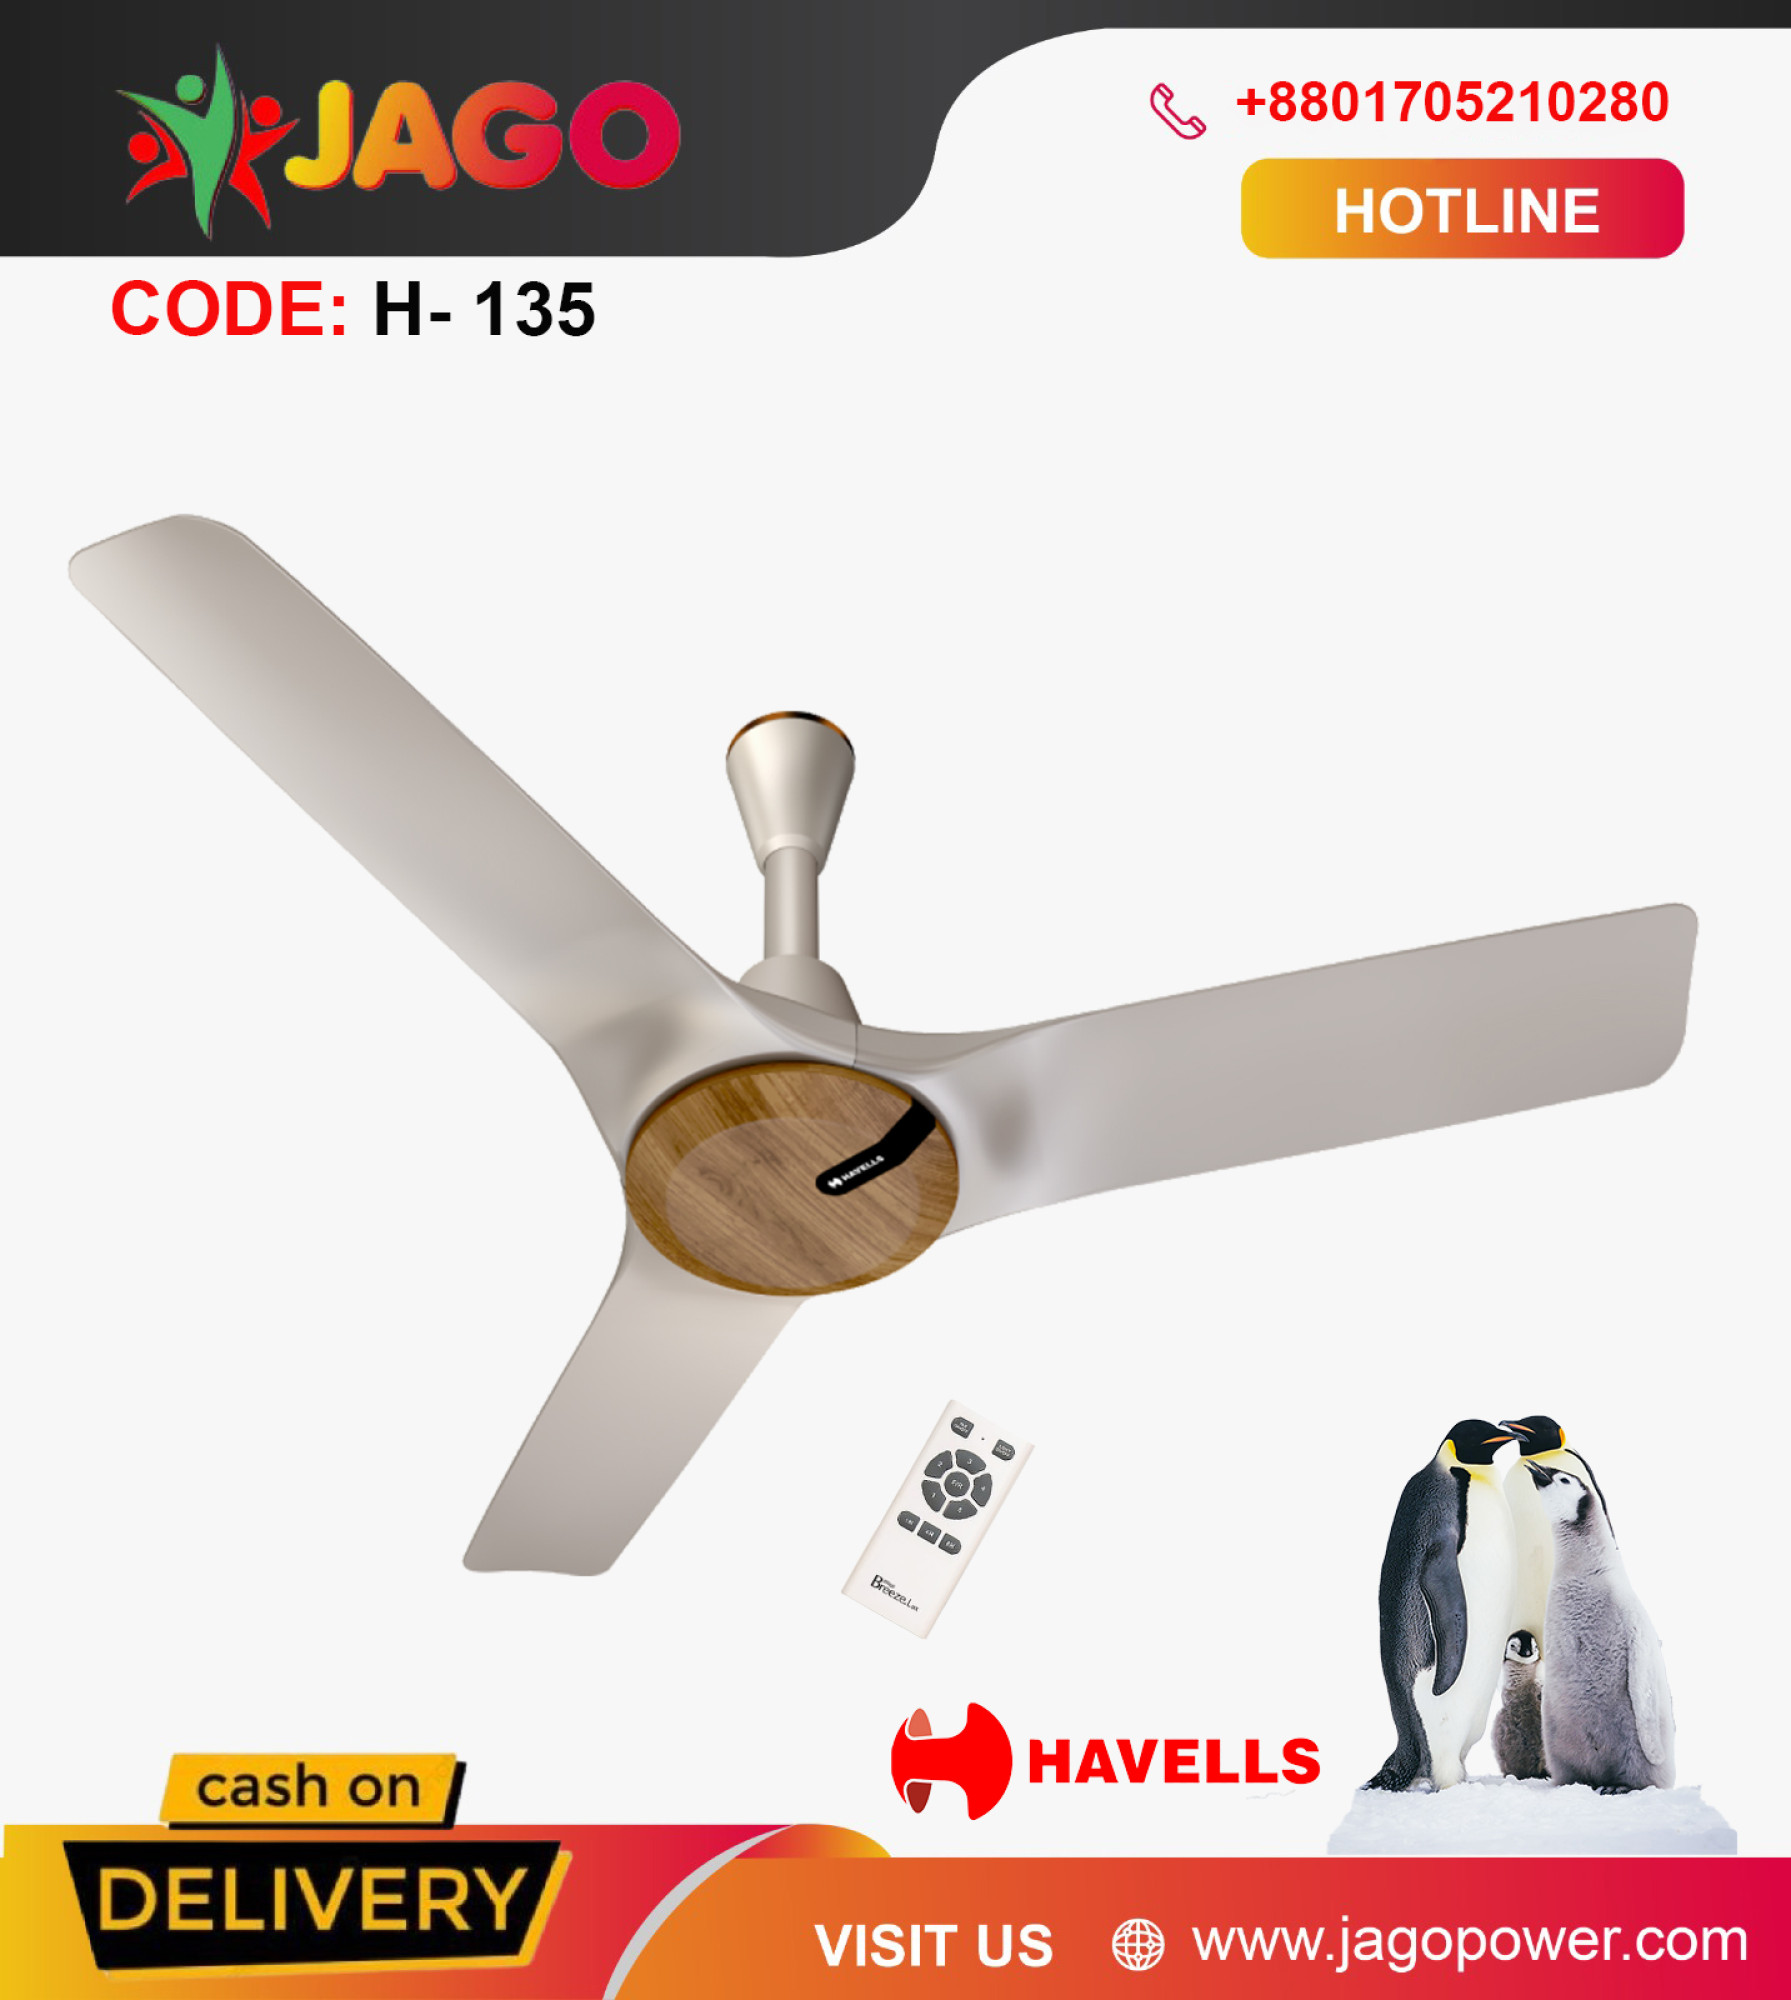 JAGO
+8801705210280
HOTLINE
CODE: H- 135
HAVELLS
Breeze
HAVELLS
cash on
DELIVERY
VISIT US www.jagopower.com